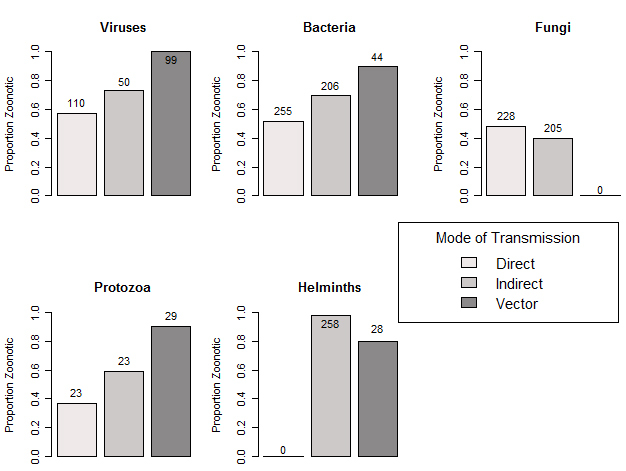 Viruses
Proportion Zoonotic
0.0 0.2 0.4 0.6 0.8 1.0
110 50 99
Bacteria
Proportion Zoonotic
0.0 0.2 0.4 0.6 0.8 1.0
255 206 44
Fungi
Proportion Zoonotic
0.0 0.2 0.4 0.6 0.8 1.0
228 205 0
Mode of Transmission
Direct
Indirect
Vector
Protozoa
Proportion Zoonotic
0.0 0.2 0.4 0.6 0.8 1.0
23 23 29
Helminths
Proportion Zoonotic
0.0 0.2 0.4 0.6 0.8 1.0
0 258 28